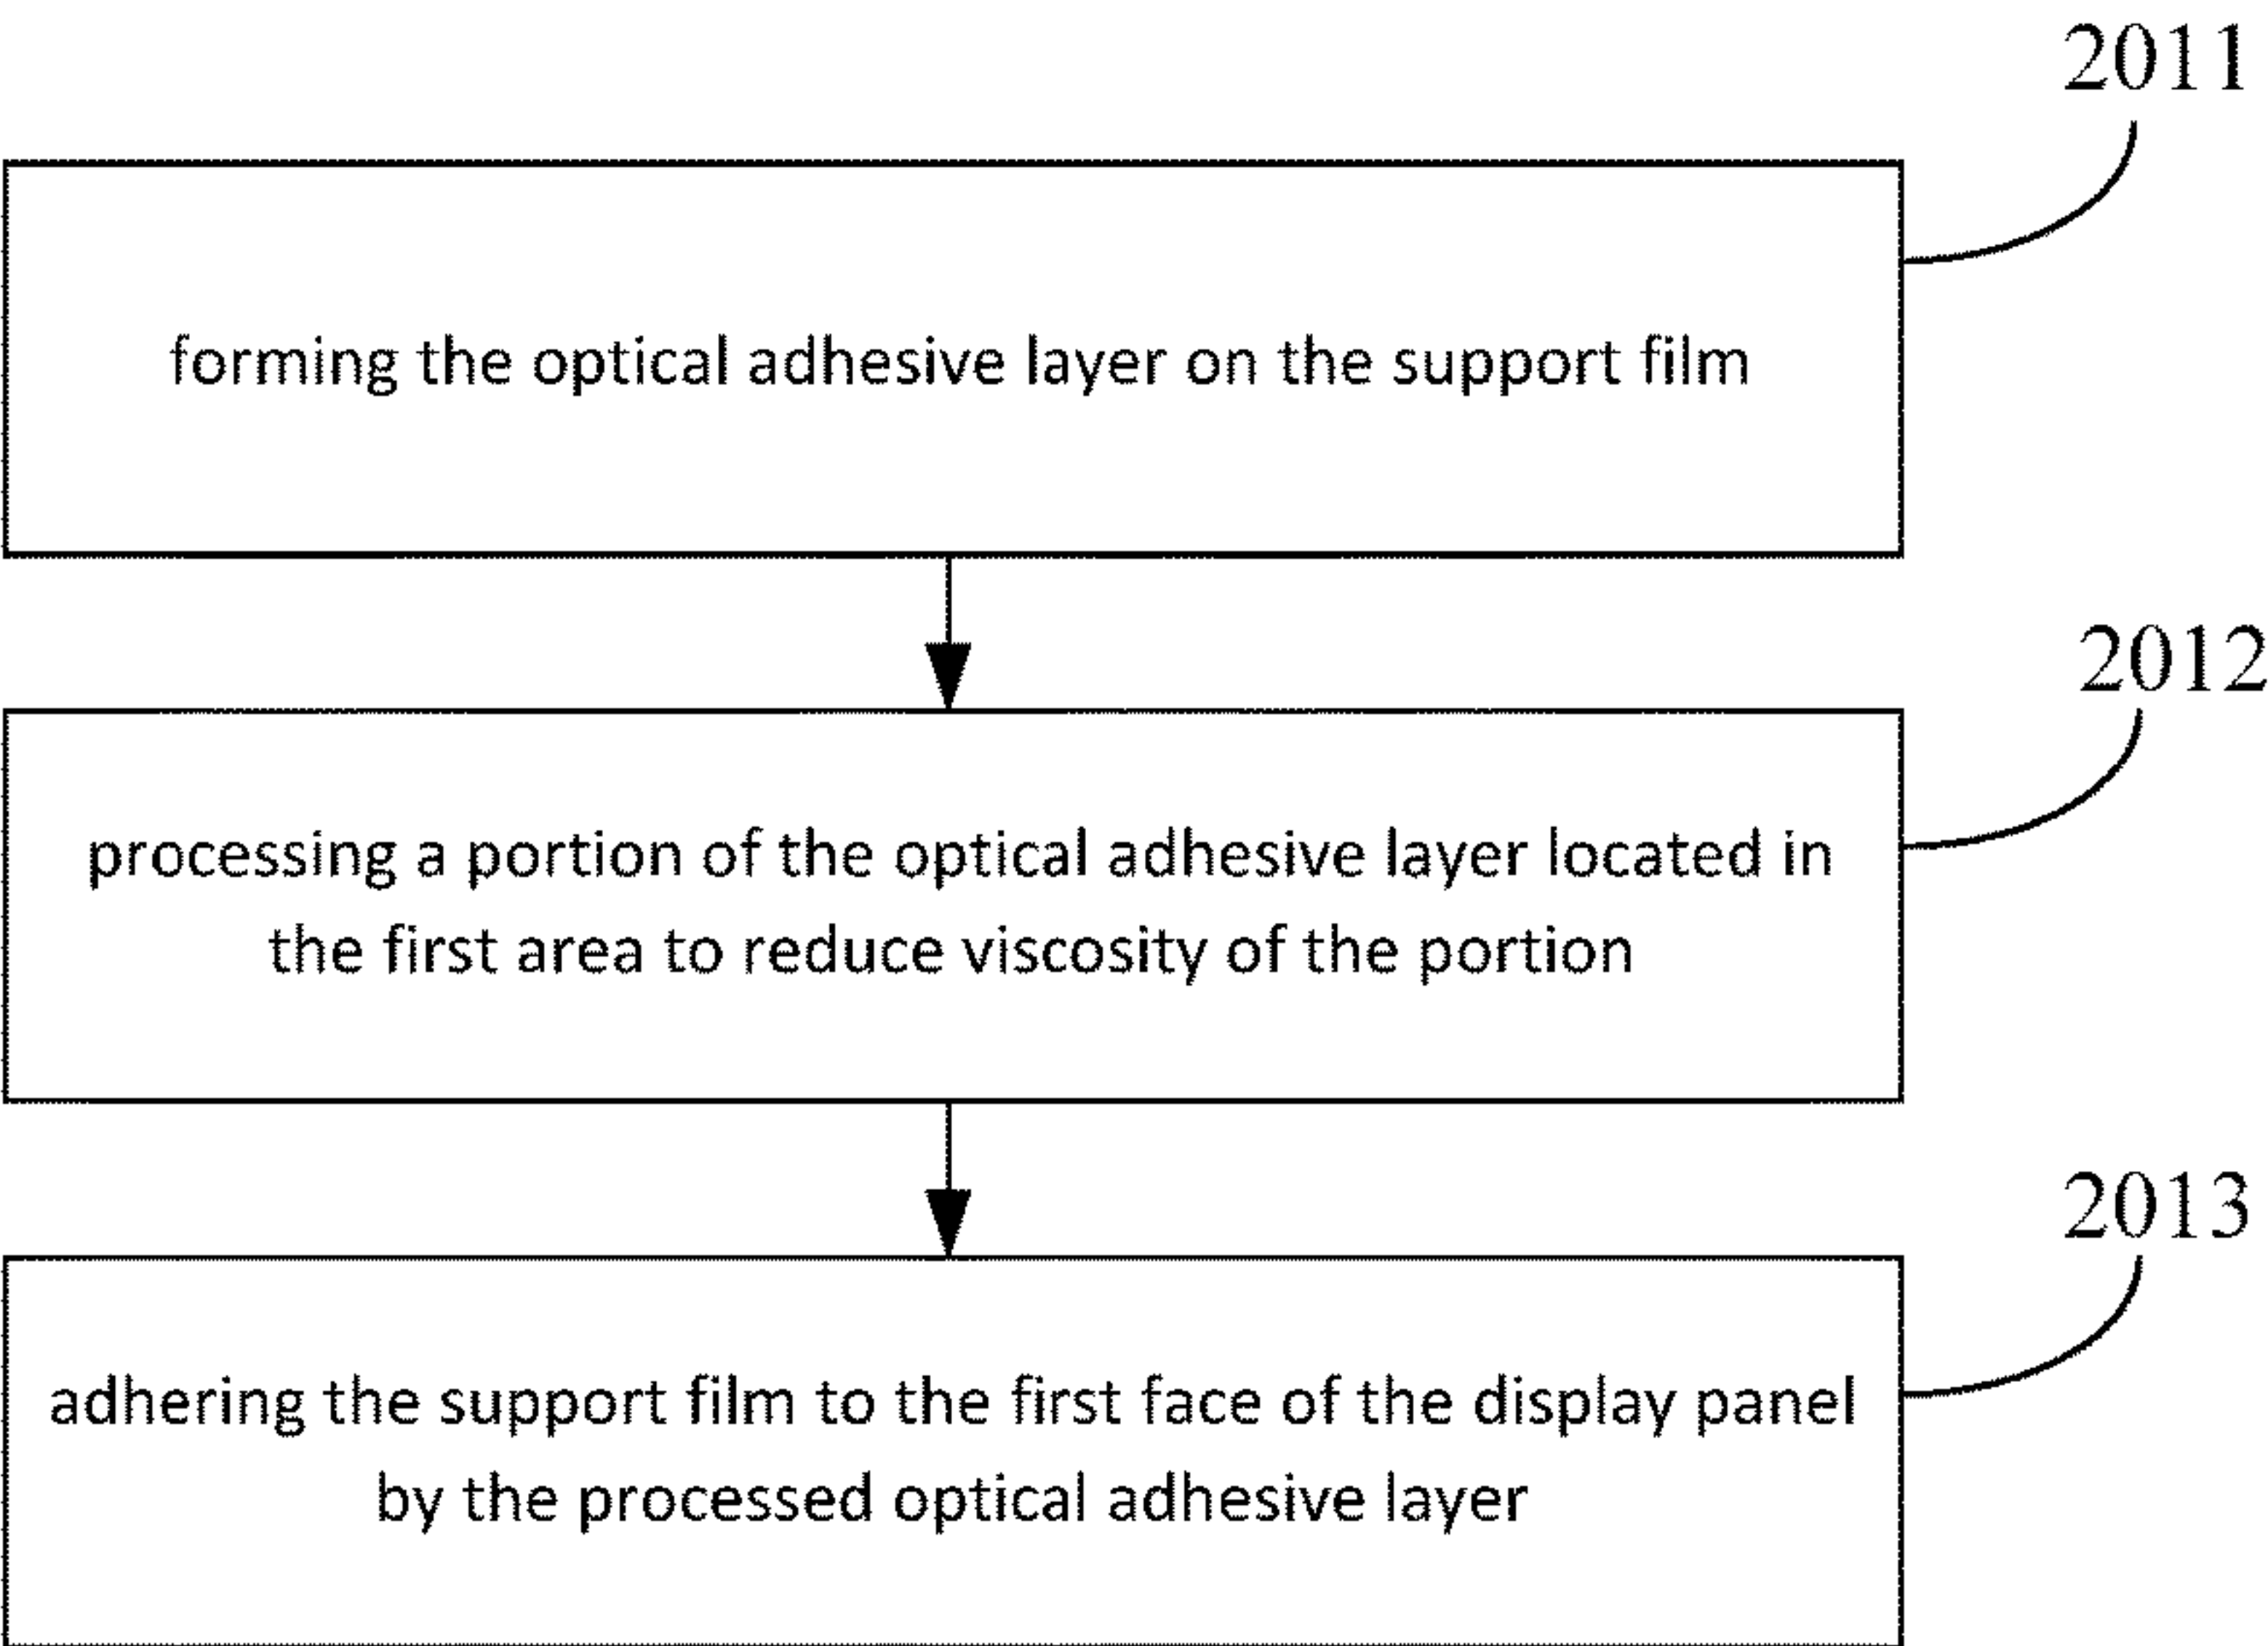 2011
forming the optical adhesive layer on the support film
2012
processing a portion of the optical adhesive layer located in
the first area to reduce viscosity of the portion
2013
adhering the support film to the first face of the display panel
by the processed optical adhesive layer